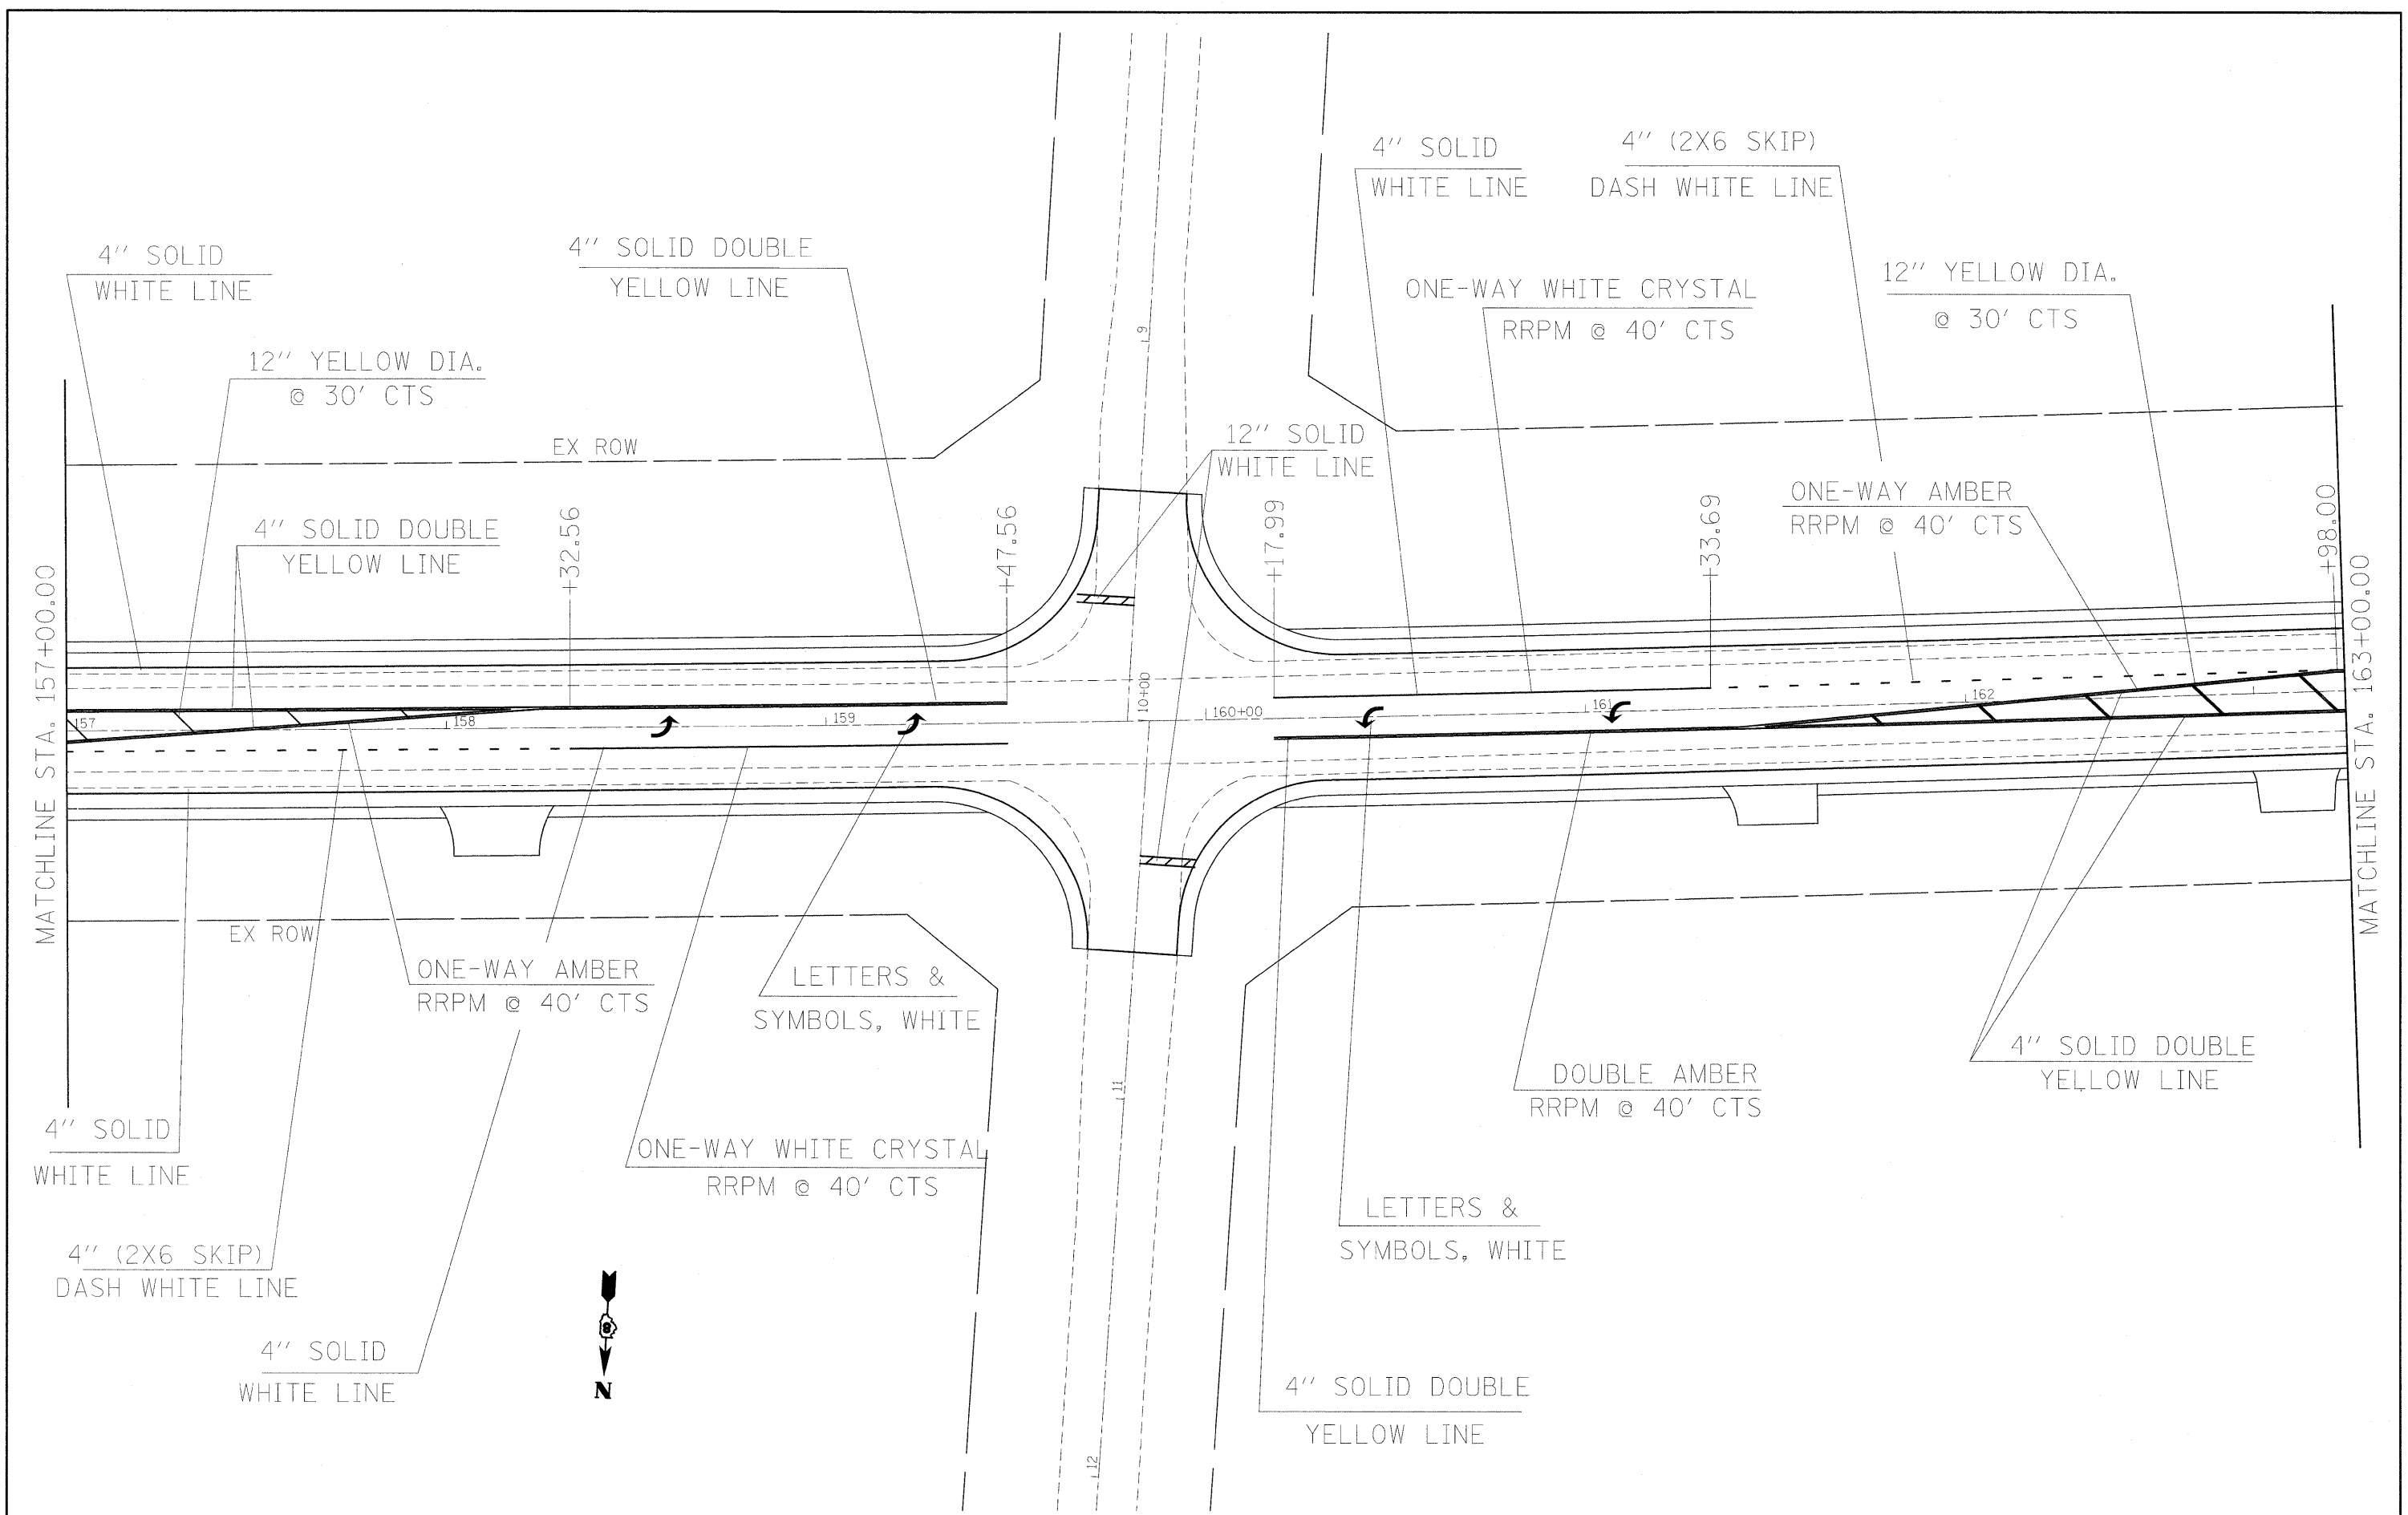 4'' SOLID
WHITE LINE
4'' (2X6 SKIP)
DASH WHITE LINE
4'' SOLID
WHITE LINE
4'' SOLID DOUBLE
YELLOW LINE
ONE-WAY WHITE CRYSTAL
RRPM @ 40' CTS
12'' YELLOW DIA.
@ 30' CTS
9
12'' YELLOW DIA.
@ 30' CTS
EX ROW
12'' SOLID
WHITE LINE
ONE-WAY AMBER
RRPM @ 40' CTS
4'' SOLID DOUBLE
YELLOW LINE
+32.56
+47.56
+17.99
+33.69
+98.00
MATCHLINE STA. 157+00.00
MATCHLINE STA. 163+00.00
157
158
159
10+00
160+00
161
162
EX ROW
ONE-WAY AMBER
RRPM @ 40' CTS
LETTERS &
SYMBOLS, WHITE
4'' SOLID DOUBLE
YELLOW LINE
DOUBLE AMBER
RRPM @ 40' CTS
11
4'' SOLID
WHITE LINE
ONE-WAY WHITE CRYSTAL
RRPM @ 40' CTS
LETTERS &
SYMBOLS, WHITE
4'' (2X6 SKIP)
DASH WHITE LINE
8
N
4'' SOLID
WHITE LINE
4'' SOLID DOUBLE
YELLOW LINE
12